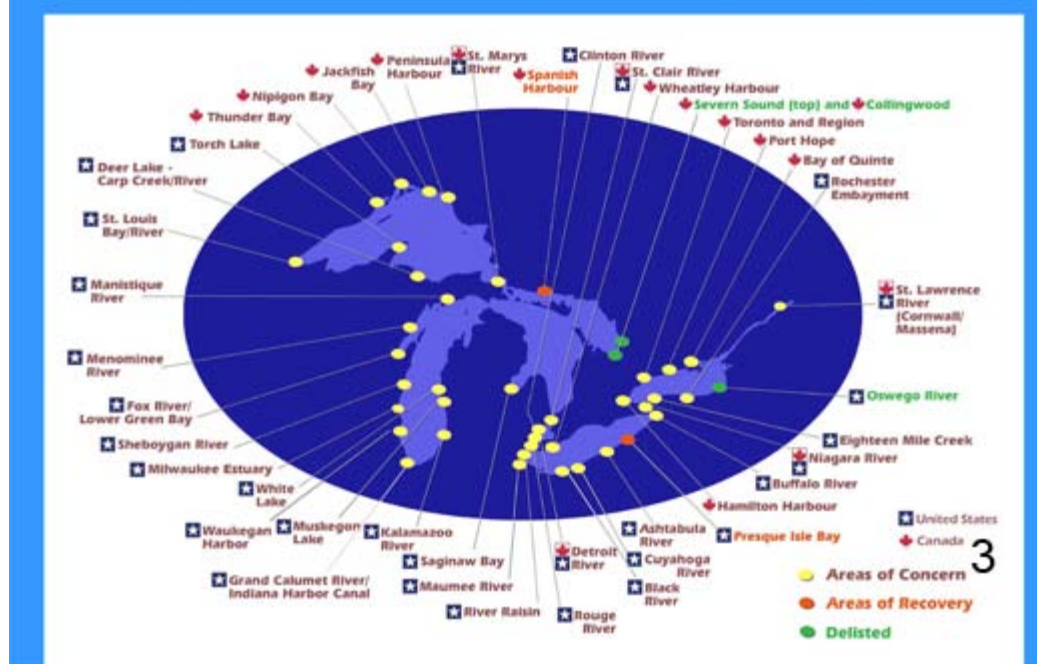 Peninsula
Harbour
St. Marys
River
Clinton River
Jackfish
Bay
Spanish
Harbour
St. Clair River
Wheatley Harbour
Nipigon Bay
Severn Sound (top) and Collingwood
Thunder Bay
Toronto and Region
Torch Lake
Port Hope
Deer Lake -
Carp Creek/River
Bay of Quinte
Rochester
Embayment
St. Louis
Bay/River
Manistique
River
St. Lawrence
River
(Cornwall/
Massena)
Menominee
River
Oswego River
Fox River/
Lower Green Bay
Sheboygan River
Eighteen Mile Creek
Milwaukee Estuary
Niagara River
White
Lake
Buffalo River
Hamilton Harbour
Waukegan
Harbor
Muskegon
Lake
Kalamazoo
River
Ashtabula
River
Presque Isle Bay
United States
Canada
3
Saginaw Bay
Detroit
River
Cuyahoga
River
Grand Calumet River/
Indiana Harbor Canal
Maumee River
Black
River
River Raisin
Rouge
River
Areas of Concern
Areas of Recovery
Delisted